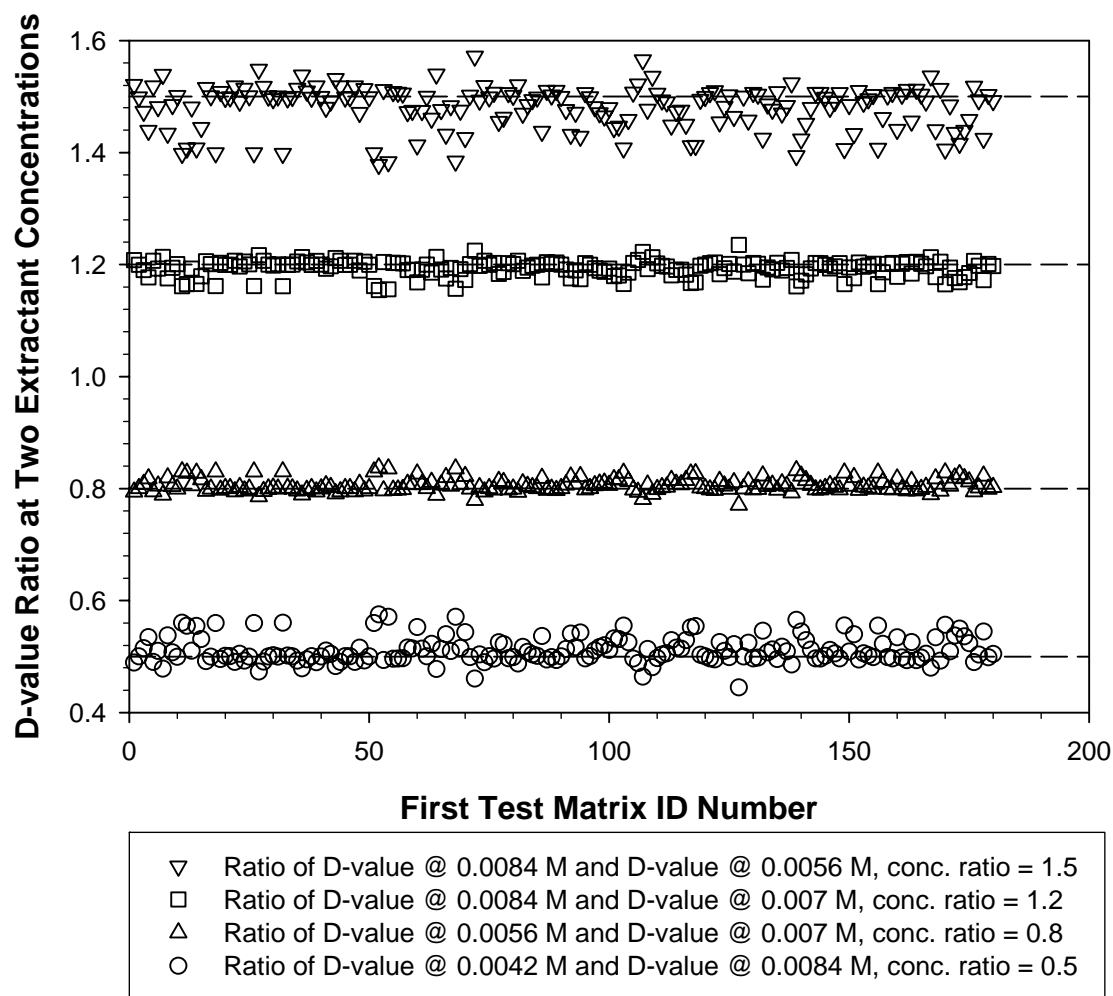 D-value Ratio at Two Extractant Concentrations
1.6
1.4
1.2
1.0
0.8
0.6
0.4
0
50
100
150
200
First Test Matrix ID Number
Ratio of D-value @ 0.0084 M and D-value @ 0.0056 M, conc. ratio = 1.5
Ratio of D-value @ 0.0084 M and D-value @ 0.007 M, conc. ratio = 1.2
Ratio of D-value @ 0.0056 M and D-value @ 0.007 M, conc. ratio = 0.8
Ratio of D-value @ 0.0042 M and D-value @ 0.0084 M, conc. ratio = 0.5